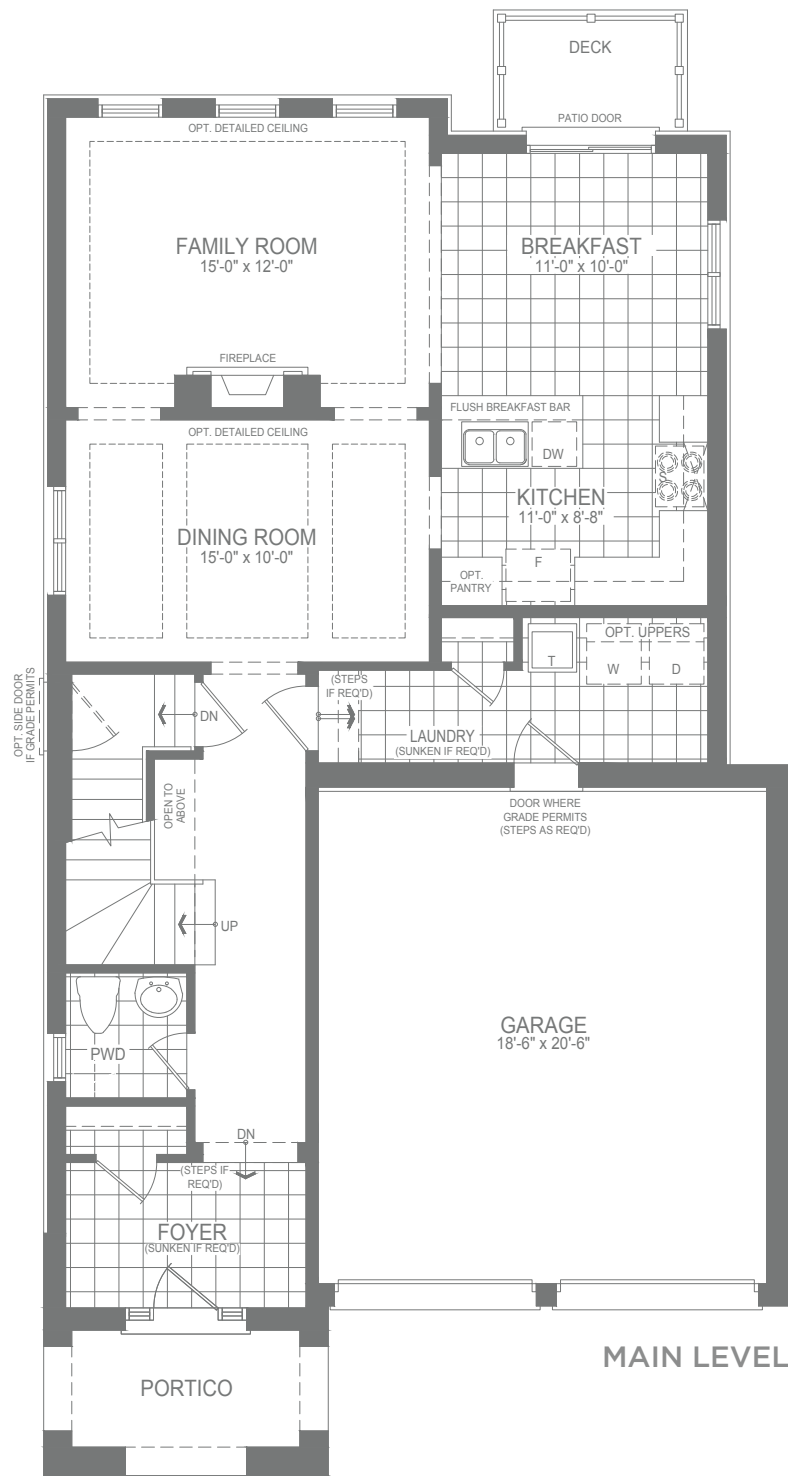 DECK
PATIO DOOR
OPT. DETAILED CEILING
FAMILY ROOM
15'-0" x 12'-0"
BREAKFAST
11'-0" x 10'-0"
FIREPLACE
FLUSH BREAKFAST BAR
OPT. DETAILED CEILING
DW
S
KITCHEN
11'-0" x 8'-8"
DINING ROOM
15'-0" x 10'-0"
F
OPT.
PANTRY
OPT. UPPERS
T
W
D
OPT. SIDE DOOR
IF GRADE PERMITS
(STEPS
IF REQ'D)
DN
LAUNDRY
(SUNKEN IF REQ'D)
OPEN TO
ABOVE
DOOR WHERE
GRADE PERMITS
(STEPS AS REQ'D)
UP
GARAGE
18'-6" x 20'-6"
PWD
DN
(STEPS IF
REQ'D)
FOYER
(SUNKEN IF REQ'D)
MAIN LEVEL
PORTICO